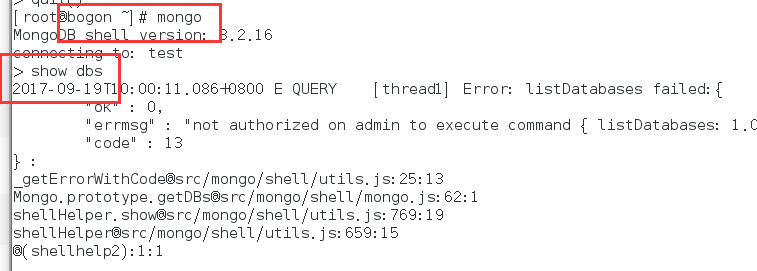 > quit()
[root@bogon ~]# mongo
MongoDB shell version: 3.2.16
connecting to: test
> show dbs
2017-09-19T10:00:11.086+0800 E QUERY    [thread1] Error: listDatabases failed:{
        "ok" : 0,
        "errmsg" : "not authorized on admin to execute command { listDatabases: 1.0
        "code" : 13
} :
_getErrorWithCode@src/mongo/shell/utils.js:25:13
Mongo.prototype.getDBs@src/mongo/shell/mongo.js:62:1
shellHelper.show@src/mongo/shell/utils.js:769:19
shellHelper@src/mongo/shell/utils.js:659:15
@(shellhelp2):1:1